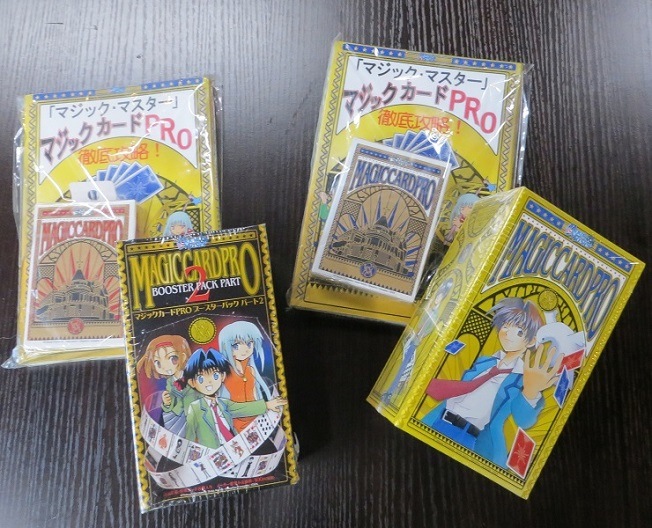 「マジック・マスター」
マジックカードPRO
徹底攻略!
MAGICCARDPRO
「マジック・マスター」
マジックカードPRO
徹底攻略!
MAGICCARDPRO
MAGICCARDPRO
2
BOOSTER PACK PART
マジックカードPRO ブースターパック パート2
MAGICCARDPRO